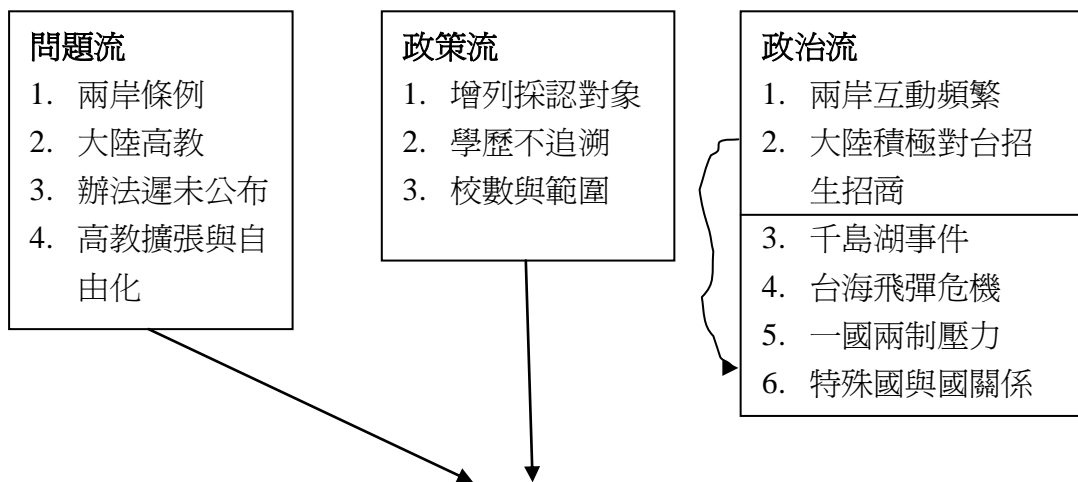 問題流
1. 兩岸條例
2. 大陸高教
3. 辦法遲未公布
4. 高教擴張與自
由化
政策流
1. 增列採認對象
2. 學歷不追溯
3. 校數與範圍
政治流
1. 兩岸互動頻繁
2. 大陸積極對台招
生招商
3. 千島湖事件
4. 台海飛彈危機
5. 一國兩制壓力
6. 特殊國與國關係